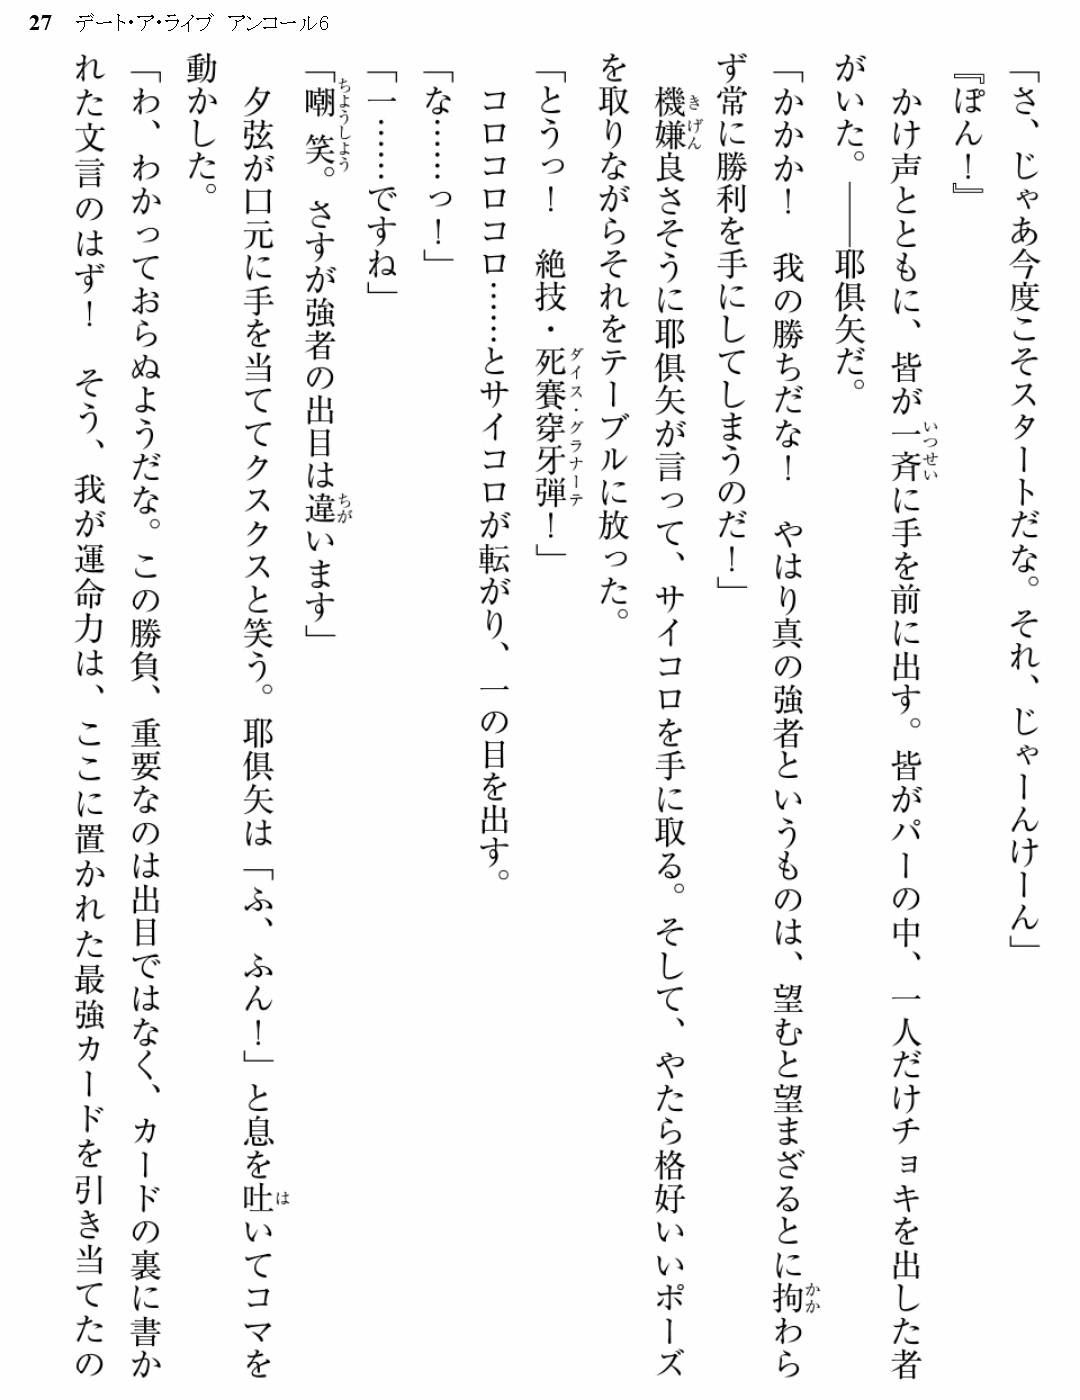 27 デート・ア・ライブ アンコール6
「さ、じゃあ今度こそスタートだな。それ、じゃーんけーん」
『ぽん！』
かけ声とともに、皆が一斉に手を前に出す。皆がパーの中、一人だけチョキを出した者
がいた。――耶倶矢だ。
「かかか！　我の勝ちだな！　やはり真の強者というものは、望むと望まざるとに拘わら
ず常に勝利を手にしてしまうのだ！」
機嫌良さそうに耶倶矢が言って、サイコロを手に取る。そして、やたら格好いいポーズ
を取りながらそれをテーブルに放った。
「とうっ！　絶技・死賽穿牙弾！」
コロコロコロコロ……とサイコロが転がり、一の目を出す。
「な……っ！」
「一……ですね」
「嘲笑。さすが強者の出目は違います」
夕弦が口元に手を当ててクスクスと笑う。耶倶矢は「ふ、ふん！」と息を吐いてコマを
動かした。
「わ、わかっておらぬようだな。この勝負、重要なのは出目ではなく、カードの裏に書か
れた文言のはず！　そう、我が運命力は、ここに置かれた最強カードを引き当てたの